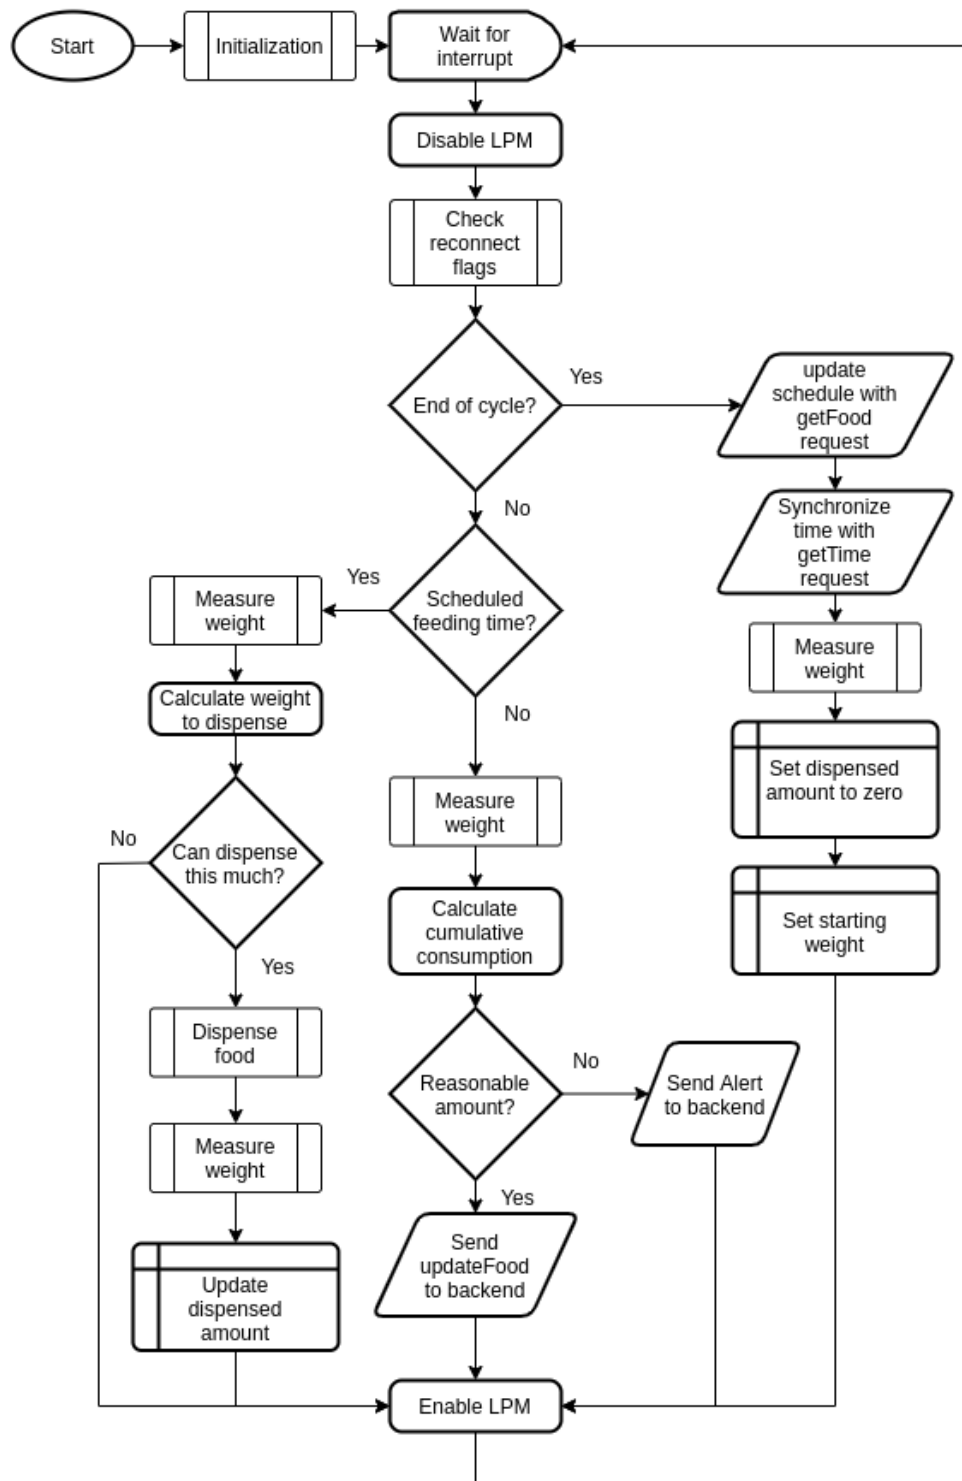 Start
Initialization
Wait for
interrupt
Disable LPM
Check
reconnect
flags
End of cycle?
Yes
update
schedule with
getFood
request
No
Synchronize
time with
getTime
request
Scheduled
feeding time?
Yes
Measure
weight
Calculate weight
to dispense
No
Measure
weight
Set dispensed
amount to zero
Measure
weight
Can dispense
this much?
No
Yes
Calculate
cumulative
consumption
Set starting
weight
Dispense
food
Reasonable
amount?
No
Send Alert
to backend
Measure
weight
Yes
Send
updateFood
to backend
Update
dispensed
amount
Enable LPM